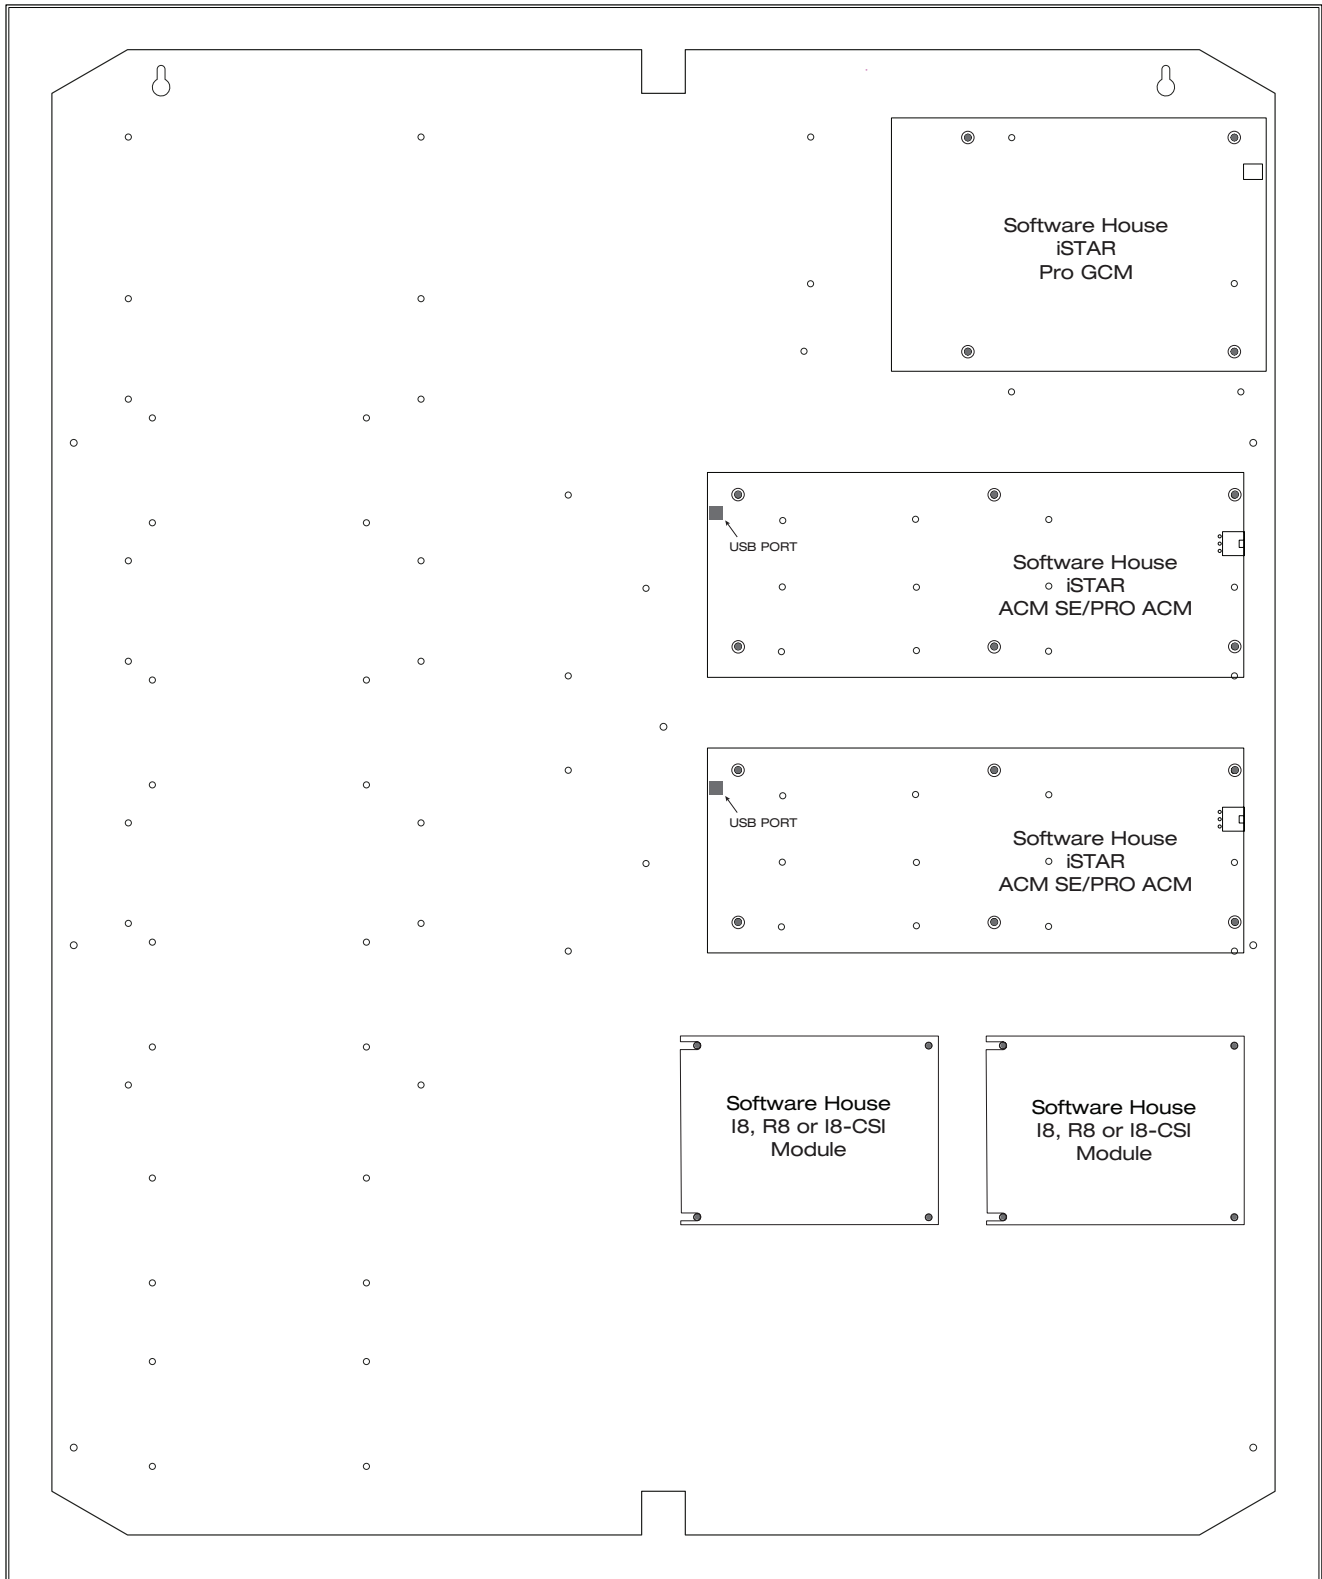 Software House
iSTAR
Pro GCM
USB PORT
Software House
iSTAR
ACM SE/PRO ACM
USB PORT
Software House
iSTAR
ACM SE/PRO ACM
Software House
I8, R8 or I8-CSI
Module
Software House
I8, R8 or I8-CSI
Module